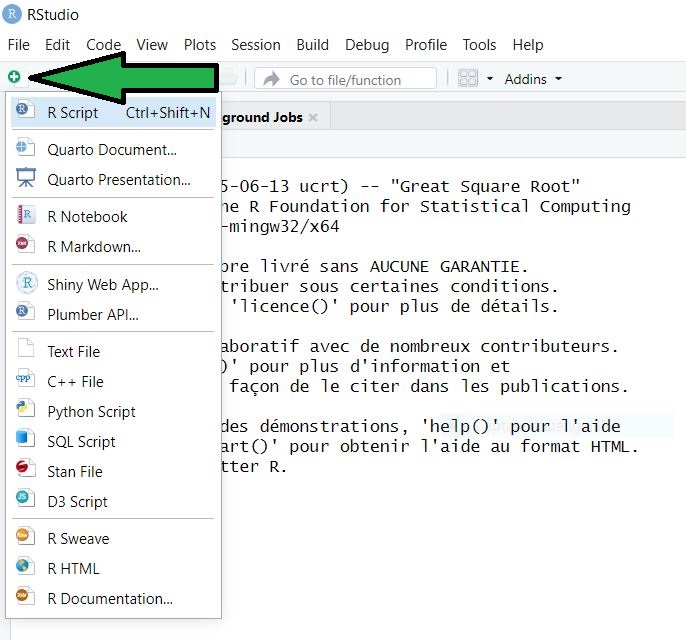 RStudio
File Edit Code View Plots Session Build Debug Profile Tools Help
Go to file/function Addins
R Script Ctrl+Shift+N
ground Jobs
Quarto Document...
Quarto Presentation...
5-06-13 ucrt) -- "Great Square Root"
R Notebook
ne R Foundation for Statistical Computing
-mingw32/x64
R Markdown...
bre livré sans AUCUNE GARANTIE.
Shiny Web App...
tribuer sous certaines conditions.
'licence()' pour plus de détails.
Plumber API...
Text File
aboratif avec de nombreux contributeurs.
)' pour plus d'information et
C++ File
façon de le citer dans les publications.
Python Script
des démonstrations, 'help()' pour l'aide
SQL Script
art()' pour obtenir l'aide au format HTML.
Stan File
tter R.
D3 Script
R Sweave
R HTML
R Documentation...